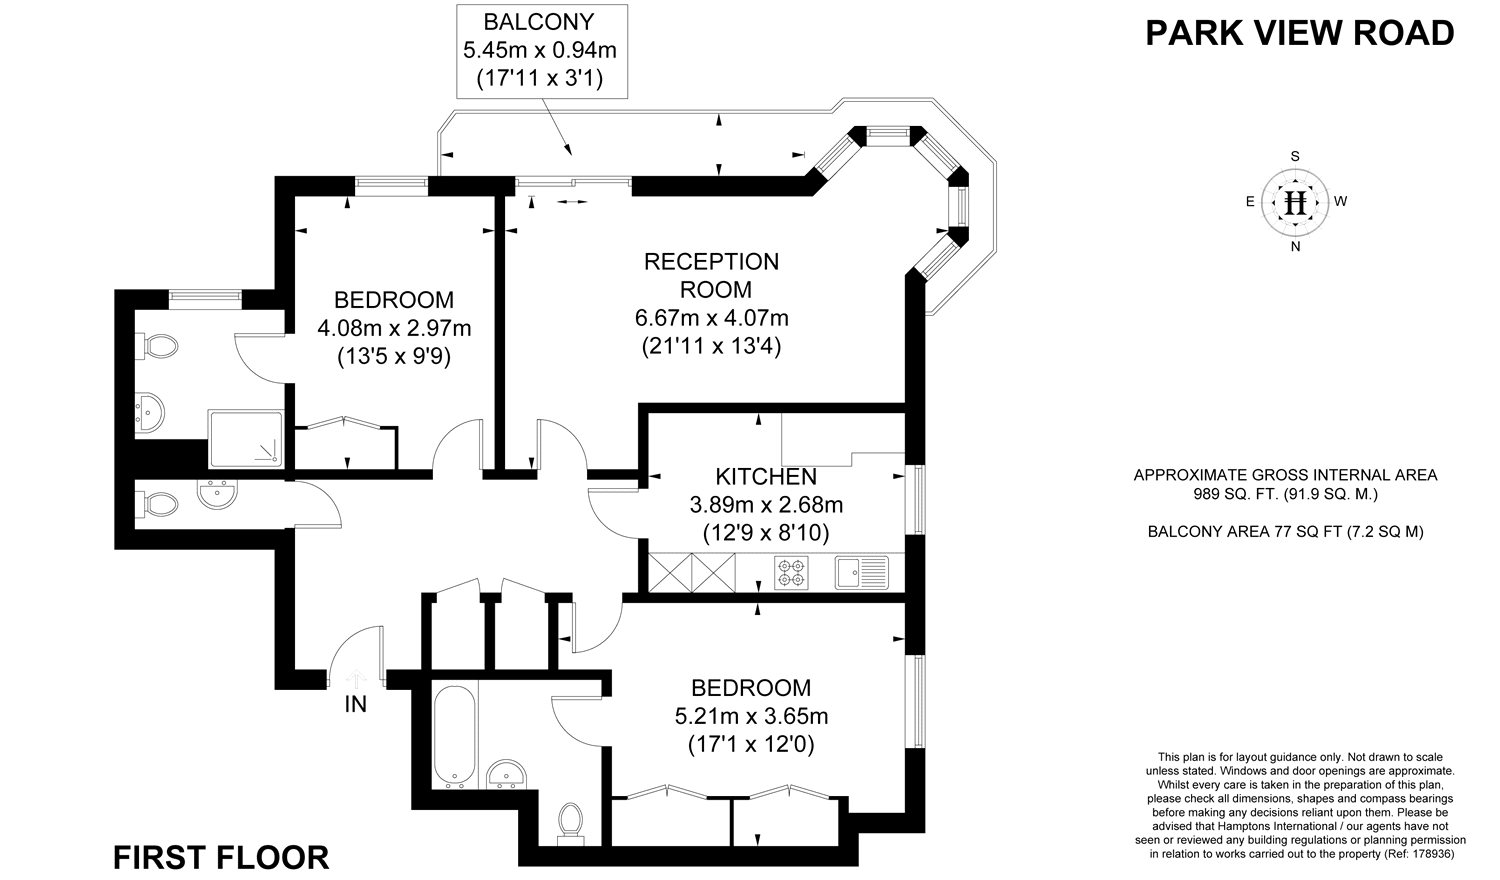 BALCONY
5.45m x 0.94m
(17'11 x 3'1)
PARK VIEW ROAD
S
E
H
W
N
RECEPTION
ROOM
6.67m x 4.07m
(21'11 x 13'4)
BEDROOM
4.08m x 2.97m
(13'5 x 9'9)
KITCHEN
3.89m x 2.68m
(12'9 x 8'10)
APPROXIMATE GROSS INTERNAL AREA
989 SQ. FT. (91.9 SQ. M.)
BALCONY AREA 77 SQ FT (7.2 SQ M)
IN
BEDROOM
5.21m x 3.65m
(17'1 x 12'0)
This plan is for layout guidance only. Not drawn to scale
unless stated. Windows and door openings are approximate.
Whilst every care is taken in the preparation of this plan,
please check all dimensions, shapes and compass bearings
before making any decisions reliant upon them. Please be
advised that Hamptons International / our agents have not
seen or reviewed any building regulations or planning permission
in relation to works carried out to the property (Ref: 178936)
FIRST FLOOR